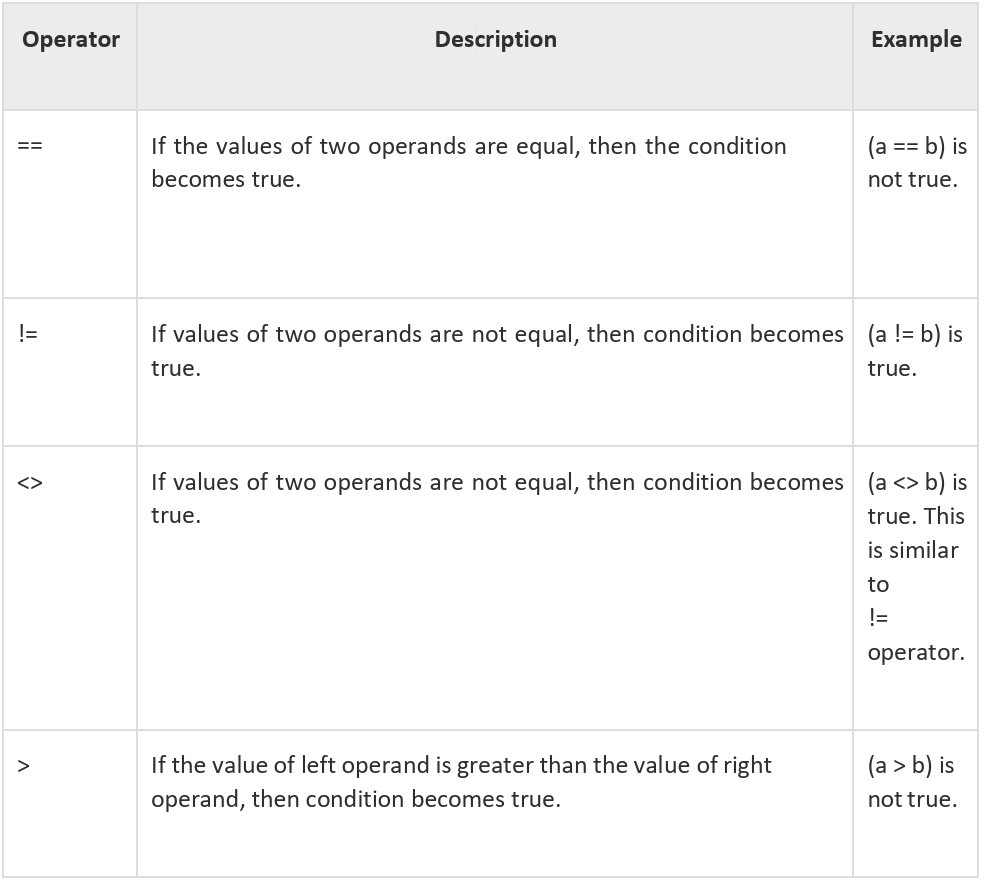 Operator Description Example
== If the values of two operands are equal, then the condition (a == b) is
becomes true. not true.
!= If values of two operands are not equal, then condition becomes (a != b) is
true. true.
<> If values of two operands are not equal, then condition becomes (a <> b) is
true. true. This
is similar
to
!=
operator.
> If the value of left operand is greater than the value of right (a > b) is
operand, then condition becomes true. not true.